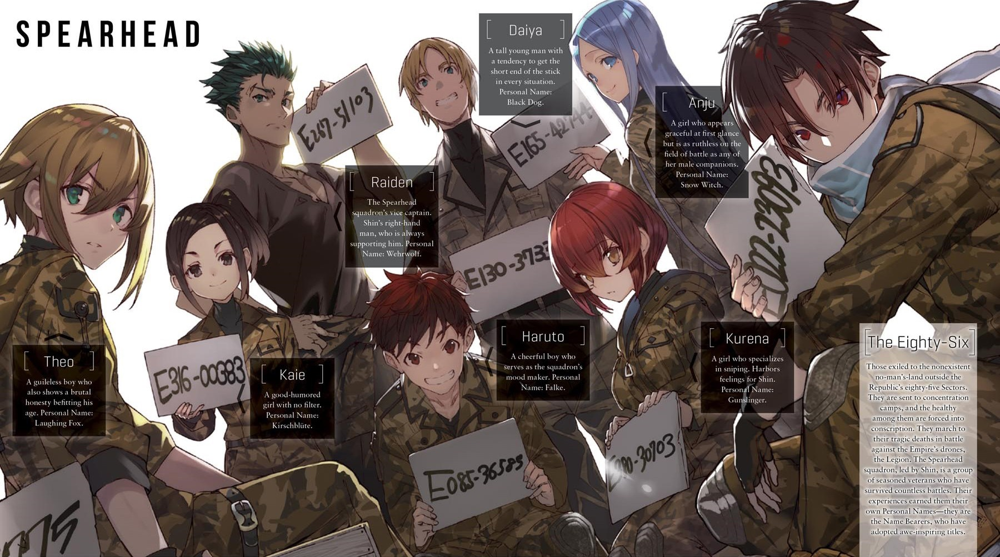 SPEARHEAD
Daiya
A tall young man with
a tendency to get the
short end of the stick
in every situation.
Personal Name:
Black Dog.
Anju
A girl who appears
graceful at first glance
but is as ruthless on the
field of battle as any of
her male companions.
Personal Name:
Snow Witch.
E267-51103
E165-4274
Raiden
The Spearhead
squadron's vice captain.
Shin's right-hand
man, who is always
supporting him. Personal
Name: Wehrwolf.
E130-3733
Theo
A guileless boy who
also shows a brutal
honesty befitting his
age. Personal Name:
Laughing Fox.
E316-00383
Kaie
A good-humored
girl with no filter.
Personal Name:
Kirschblüte.
Haruto
A cheerful boy who
serves as the squadron's
mood maker. Personal
Name: Falke.
Kurena
A girl who specializes
in sniping. Harbors
feelings for Shin.
Personal Name:
Gunslinger.
E085-36585
-30703
The Eighty-Six
Those exiled to the nonexistent
no-man's-land outside the
Republic's eighty-five Sectors.
They are sent to concentration
camps, and the healthy
among them are forced into
conscription. They march to
their tragic deaths in battle
against the Empire's drones,
the Legion. The Spearhead
squadron, led by Shin, is a group
of seasoned veterans who have
survived countless battles. Their
experiences earned them their
own Personal Names—they are
the Name Bearers, who have
adopted awe-inspiring titles.